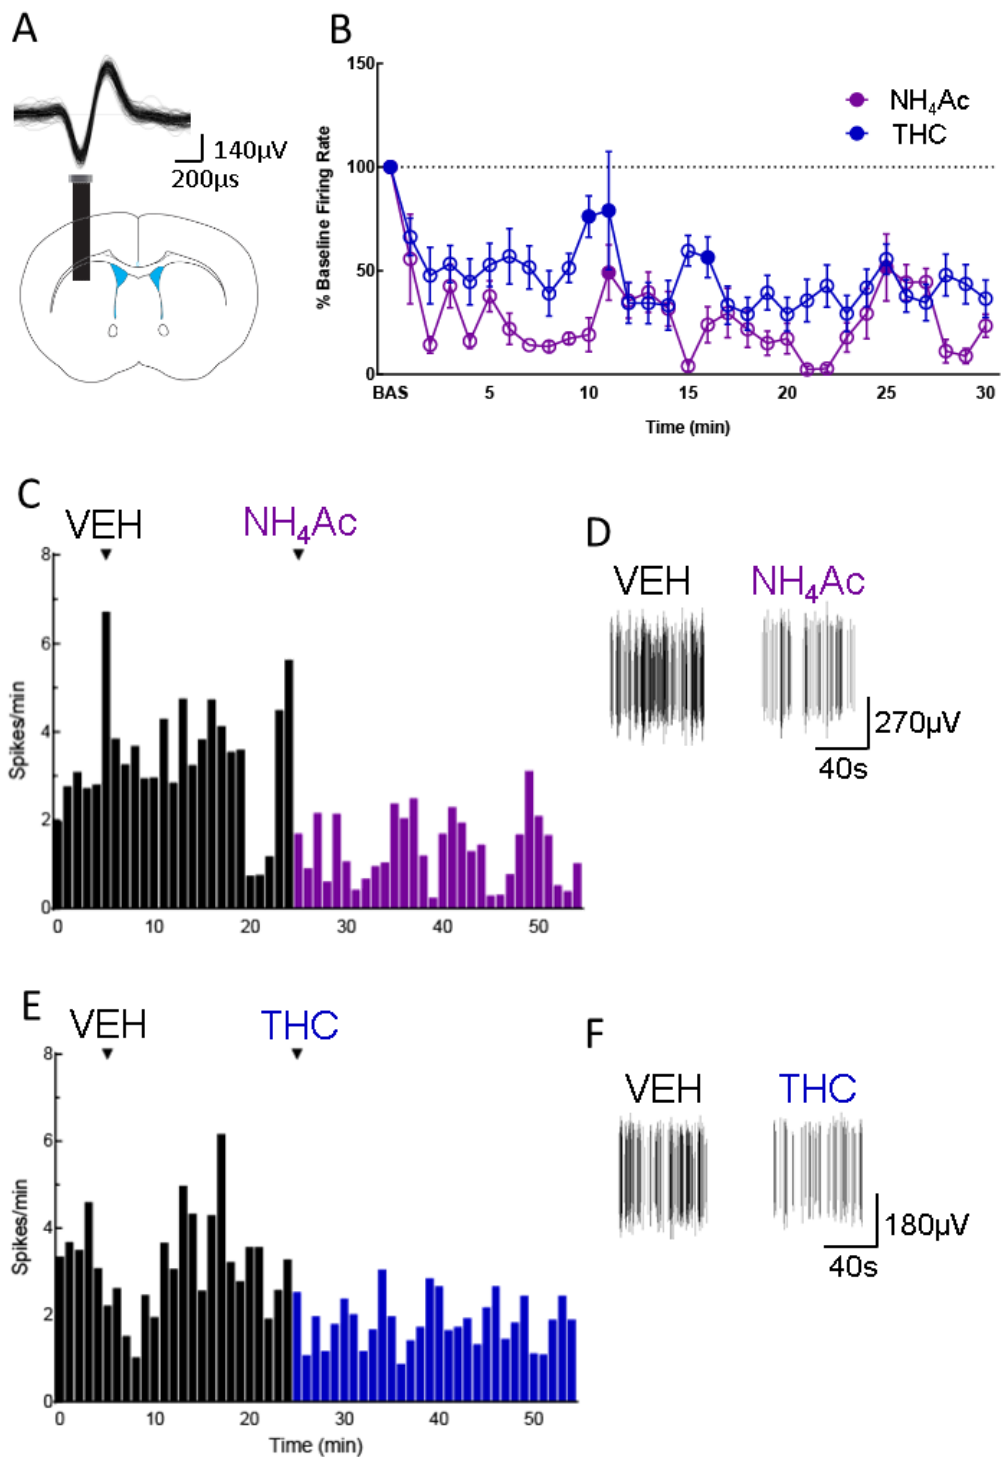 A
140µV
200µs
B
150
100
50
0
% Baseline Firing Rate
NH₄Ac
THC
BAS 5 10 15 20 25 30
Time (min)
C
VEH NH₄Ac
8
6
4
2
0
Spikes/min
0 10 20 30 40 50
D
VEH NH₄Ac
270µV
40s
E
VEH THC
8
6
4
2
0
Spikes/min
0 10 20 30 40 50
Time (min)
F
VEH THC
180µV
40s